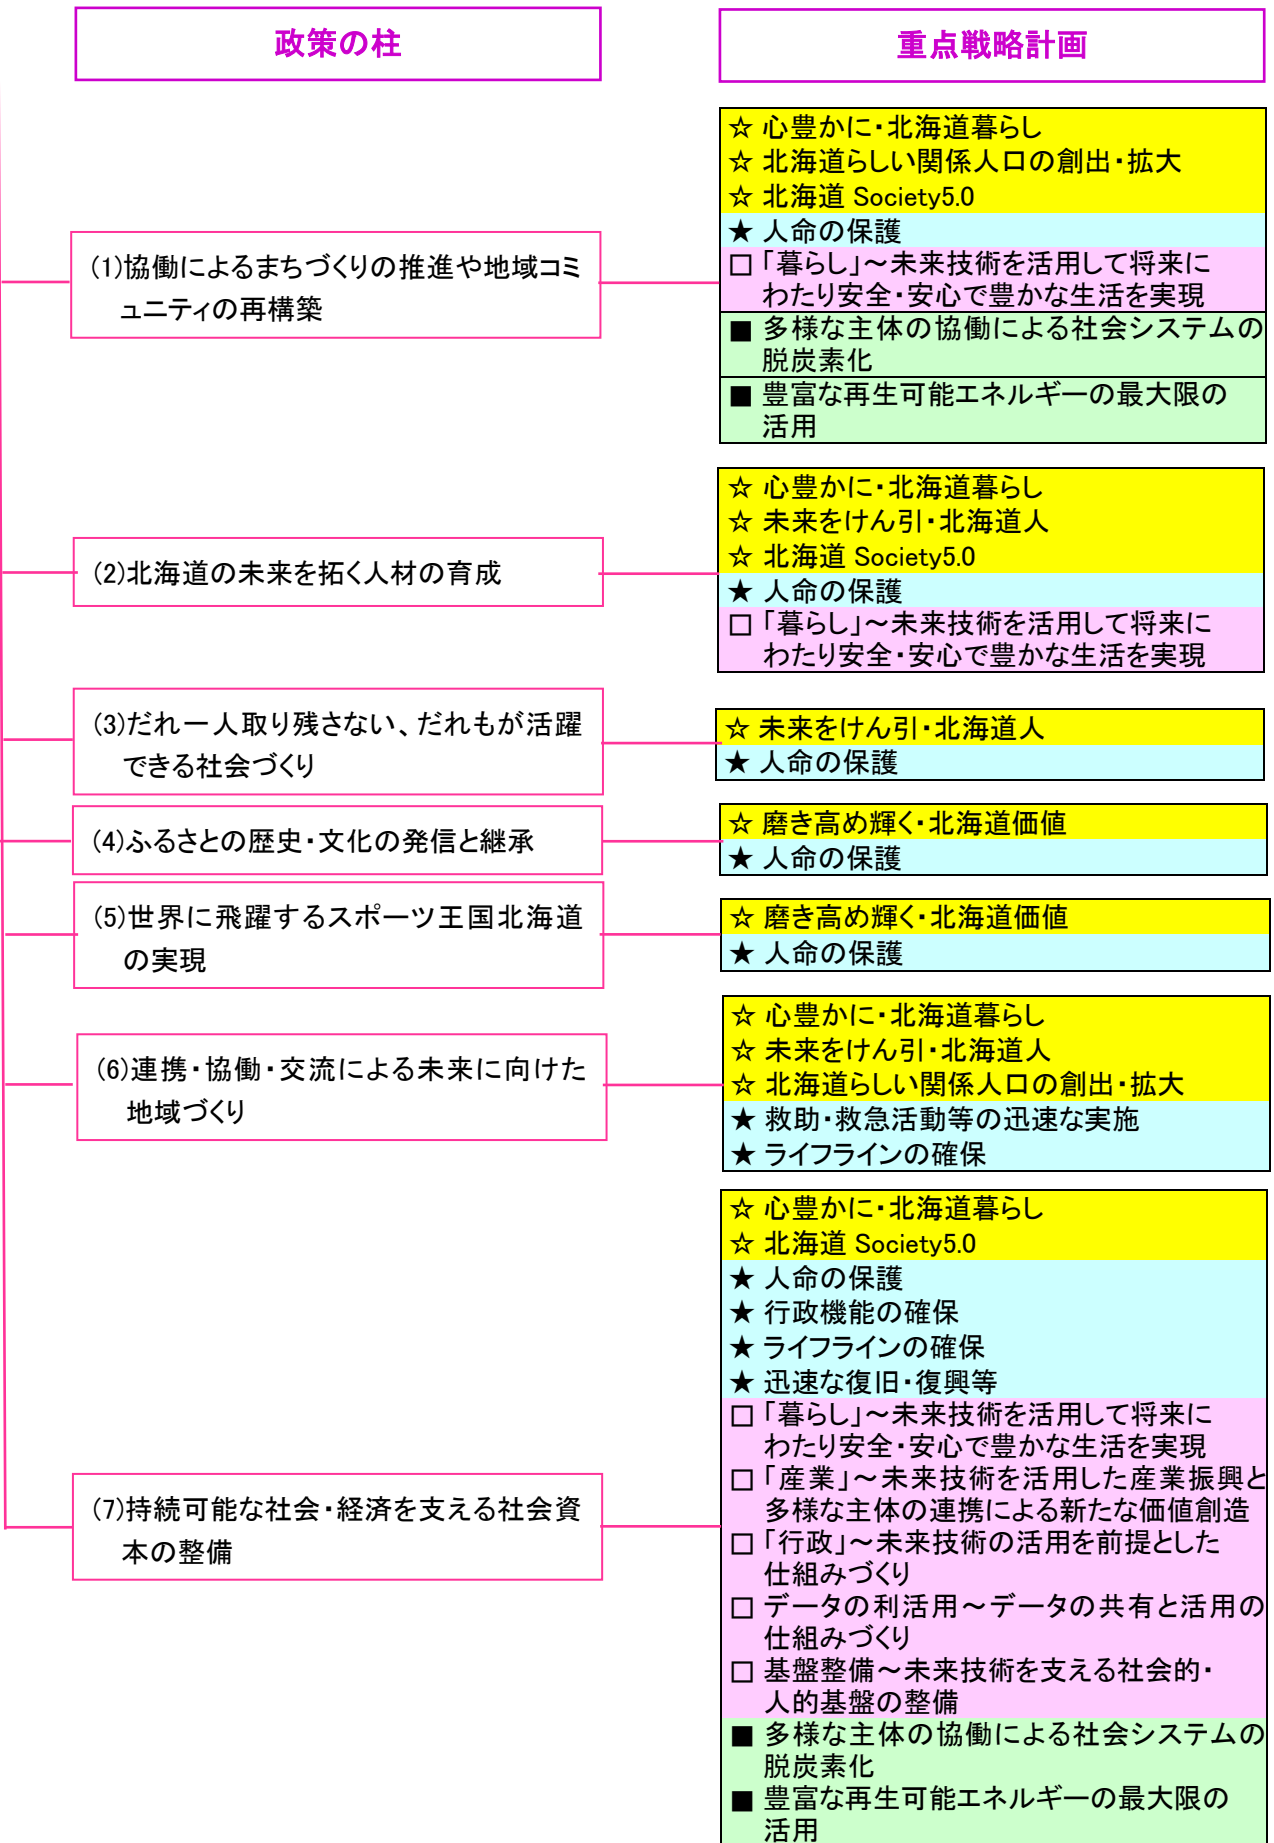 政策の柱
重点戦略計画
(1)協働によるまちづくりの推進や地域コミ
ュニティの再構築
☆ 心豊かに・北海道暮らし
☆ 北海道らしい関係人口の創出・拡大
☆ 北海道 Society5.0
★ 人命の保護
□「暮らし」～未来技術を活用して将来に
わたり安全・安心で豊かな生活を実現
■ 多様な主体の協働による社会システムの
脱炭素化
■ 豊富な再生可能エネルギーの最大限の
活用
(2)北海道の未来を拓く人材の育成
☆ 心豊かに・北海道暮らし
☆ 未来をけん引・北海道人
☆ 北海道 Society5.0
★ 人命の保護
□「暮らし」～未来技術を活用して将来に
わたり安全・安心で豊かな生活を実現
(3)だれ一人取り残さない、だれもが活躍
できる社会づくり
☆ 未来をけん引・北海道人
★ 人命の保護
(4)ふるさとの歴史・文化の発信と継承
☆ 磨き高め輝く・北海道価値
★ 人命の保護
(5)世界に飛躍するスポーツ王国北海道
の実現
☆ 磨き高め輝く・北海道価値
★ 人命の保護
(6)連携・協働・交流による未来に向けた
地域づくり
☆ 心豊かに・北海道暮らし
☆ 未来をけん引・北海道人
☆ 北海道らしい関係人口の創出・拡大
★ 救助・救急活動等の迅速な実施
★ ライフラインの確保
(7)持続可能な社会・経済を支える社会資
本の整備
☆ 心豊かに・北海道暮らし
☆ 北海道 Society5.0
★ 人命の保護
★ 行政機能の確保
★ ライフラインの確保
★ 迅速な復旧・復興等
□「暮らし」～未来技術を活用して将来に
わたり安全・安心で豊かな生活を実現
□「産業」～未来技術を活用した産業振興と
多様な主体の連携による新たな価値創造
□「行政」～未来技術の活用を前提とした
仕組みづくり
□ データの利活用～データの共有と活用の
仕組みづくり
□ 基盤整備～未来技術を支える社会的・
人的基盤の整備
■ 多様な主体の協働による社会システムの
脱炭素化
■ 豊富な再生可能エネルギーの最大限の
活用